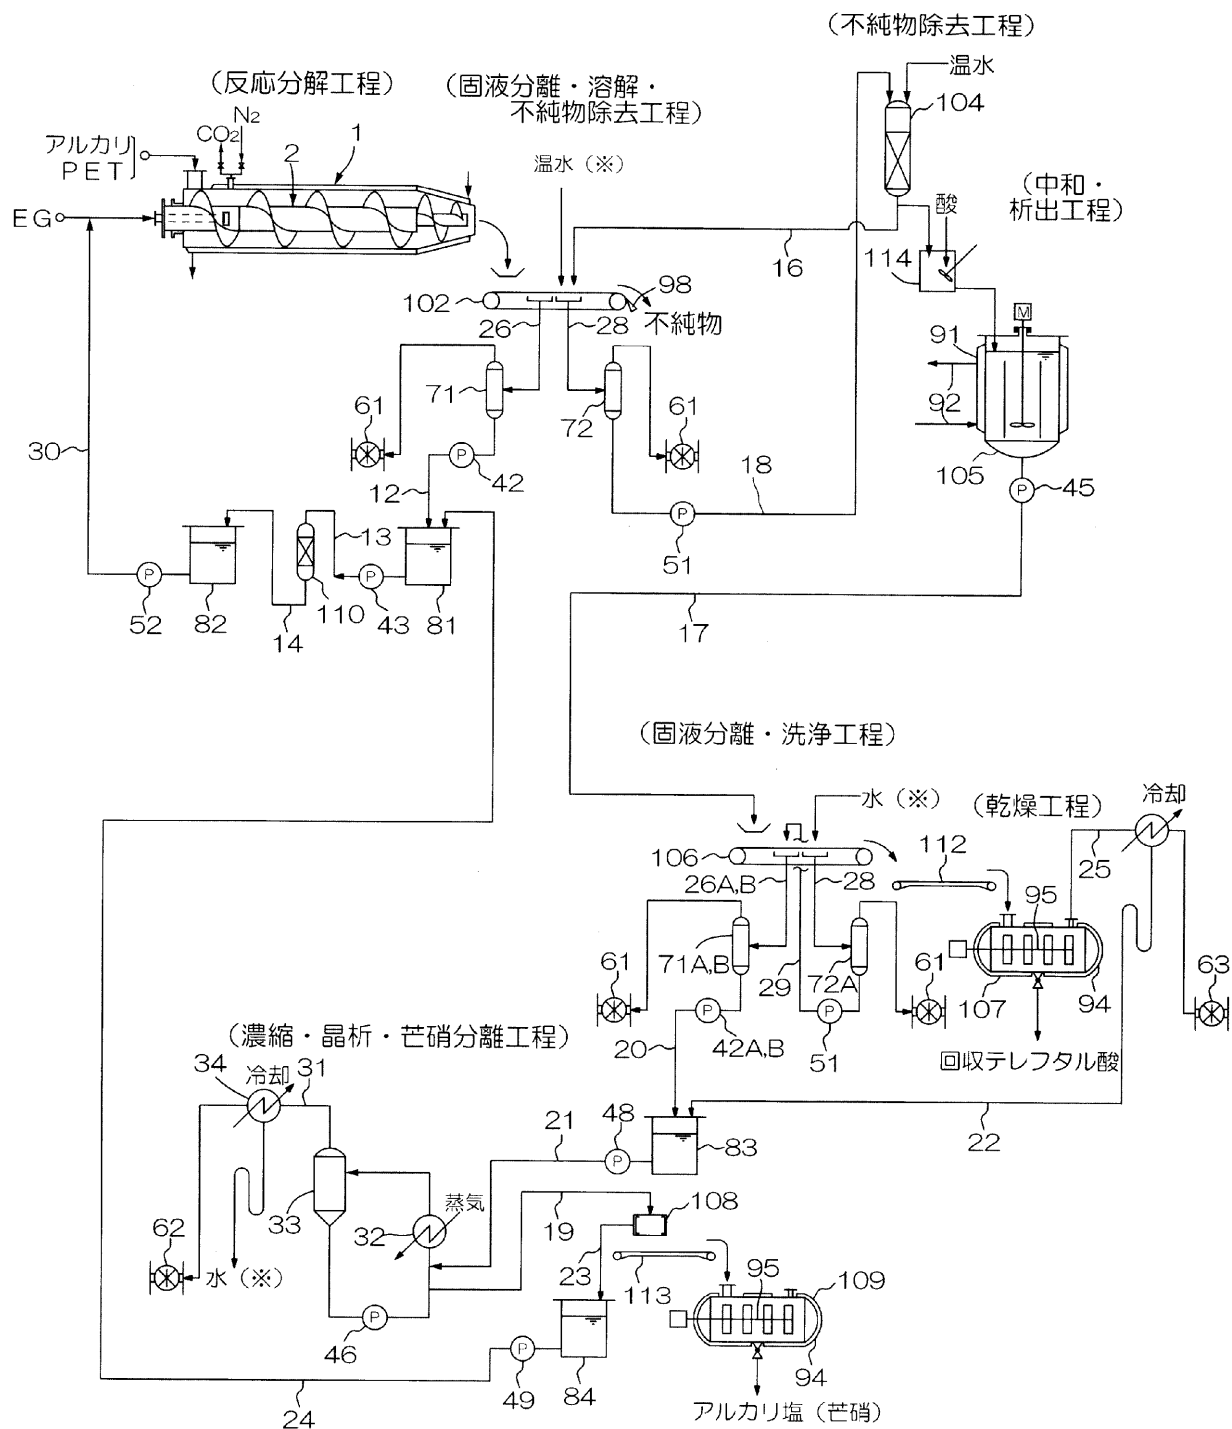 (不純物除去工程)
温水
104
(反応分解工程)
(固液分離・溶解・
不純物除去工程)
N2
CO2
1
2
アルカリ
PET
EG
温水(※)
(中和・
析出工程)
酸
16
114
98
102
不純物
26
28
M
91
92
71
72
105
61
61
P
42
P
45
30
12
18
P
51
13
P
52
82
14
110
P
43
81
17
(固液分離・洗浄工程)
水(※)
(乾燥工程)
冷却
106
112
25
26A,B
28
95
71A,B
29
72A
61
61
63
107
94
P
42A,B
P
51
20
回収テレフタル酸
(濃縮・晶析・芒硝分離工程)
34
冷却
31
22
21
48
P
83
33
32
蒸気
19
108
62
水(※)
23
113
95
109
P
46
94
P
49
84
24
アルカリ塩(芒硝)